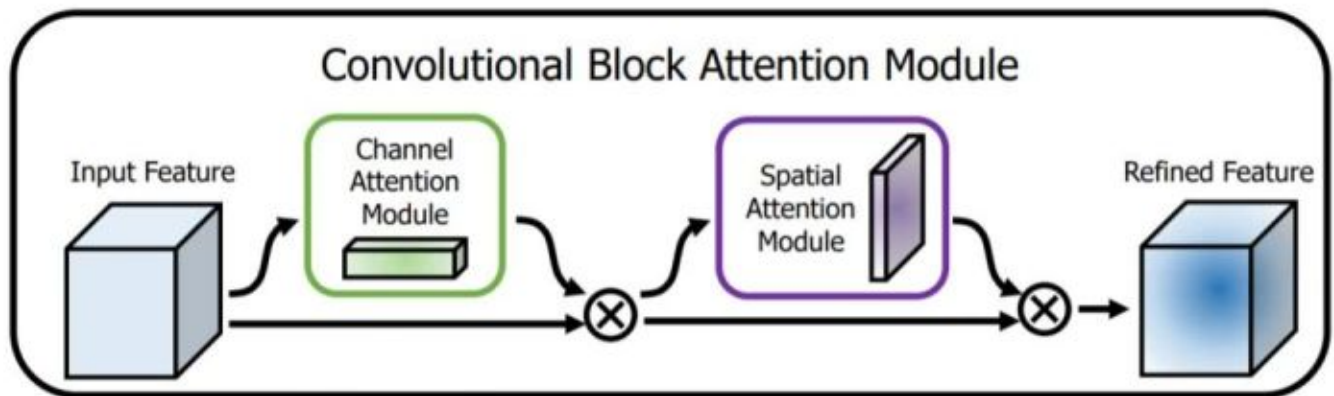 Convolutional Block Attention Module
Input Feature
Channel
Attention
Module
Spatial
Attention
Module
Refined Feature